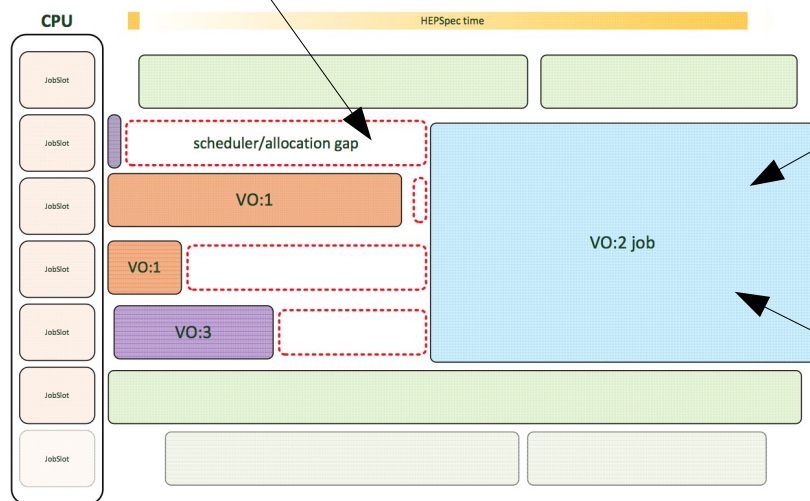 CPU
HEPSpec time
JobSlot
JobSlot
scheduler/allocation gap
JobSlot
VO:1
VO:2 job
JobSlot
VO:1
JobSlot
VO:3
JobSlot
JobSlot